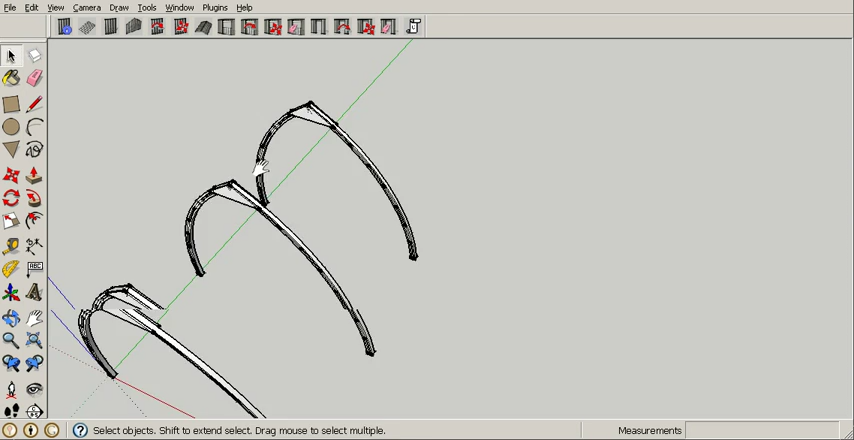 File Edit View Camera Draw Tools Window Plugins Help
ABC
A
Select objects. Shift to extend select. Drag mouse to select multiple.
Measurements